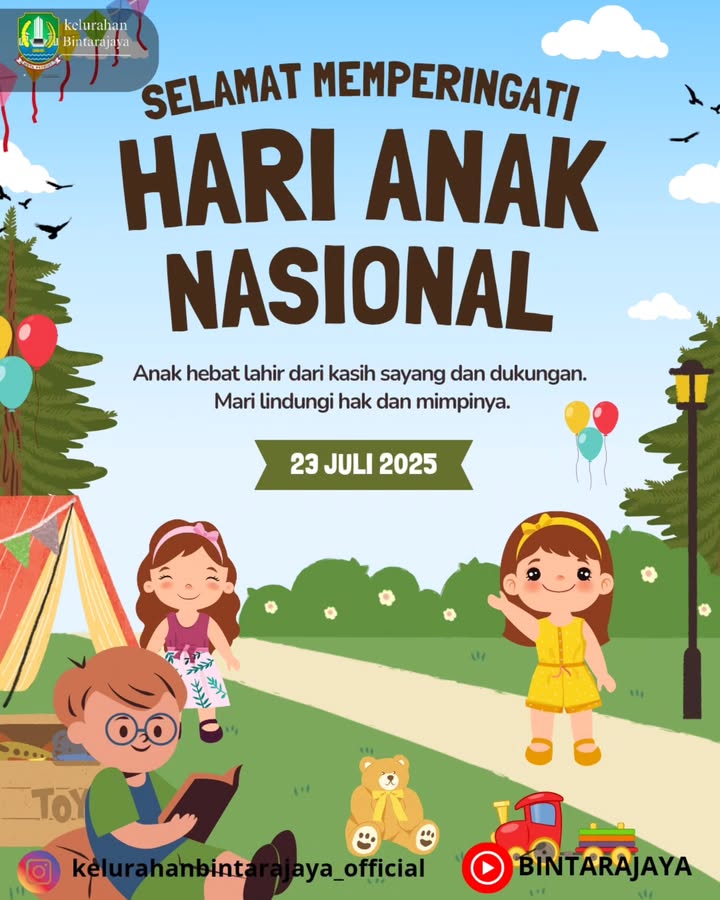 kelurahan
Bintarajaya
SELAMAT MEMPERINGATI
HARI ANAK
NASIONAL
Anak hebat lahir dari kasih sayang dan dukungan.
Mari lindungi hak dan mimpinya.
23 JULI 2025
TOY
kelurahanbintarajaya_official
BINTARAJAYA